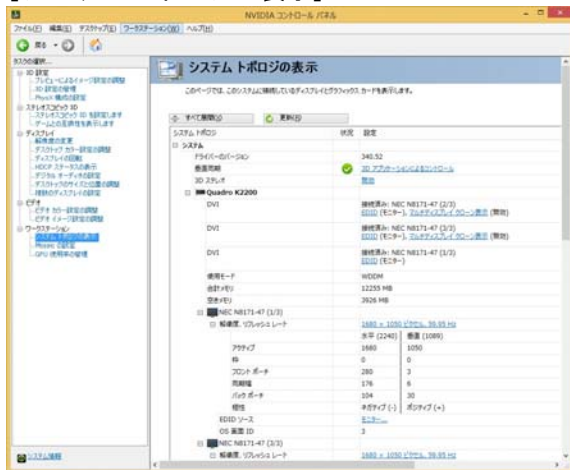 NVIDIA コントロール パネル
ファイル(F) 編集(E) デスクトップ(T) ワークステーション(W) ヘルプ(H)
戻る
タスクの選択...
3D 設定
プレビューによるイメージ設定の調整
3D 設定の管理
PhysX 構成の設定
ステレオスコピック 3D
ステレオスコピック 3D を設定します
ゲームとの互換性を表示します
ディスプレイ
解像度の変更
デスクトップ カラー設定の調整
ディスプレイの回転
HDCP ステータスの表示
デジタル オーディオの設定
デスクトップのサイズと位置の調整
複数のディスプレイの設定
ビデオ
ビデオ カラー設定の調整
ビデオ イメージ設定の調整
ワークステーション
システム トポロジの表示
Mosaic の設定
GPU 使用率の管理
システム情報
システム トポロジの表示
このページでは、このシステムに接続しているディスプレイとグラフィックス カードを表示します。
すべて展開(X) 更新(R)
システム トポロジ 状況 設定
システム
ドライバーのバージョン 340.52
垂直同期 3D アプリケーションによるコントロール
3D ステレオ 無効
Quadro K2200
DVI 接続済み: NEC N8171-47 (2/3)
EDID (モニター), マルチディスプレイ クローン表示 (無効)
DVI 接続済み: NEC N8171-47 (1/3)
EDID (モニター), マルチディスプレイ クローン表示 (無効)
DVI 接続済み: NEC N8171-47 (3/3)
EDID (モニター)
使用モード WDDM
合計メモリ 12255 MB
空きメモリ 3926 MB
NEC N8171-47 (1/3)
解像度, リフレッシュ レート 1680 × 1050 ピクセル, 59.95 Hz
水平 (2240) 垂直 (1089)
アクティブ 1680 1050
枠 0 0
フロント ポーチ 280 3
同期幅 176 6
バック ポーチ 104 30
極性 ネガティブ (-) ポジティブ (+)
EDID ソース モニター...
OS 画面 ID 3
NEC N8171-47 (2/3)
解像度, リフレッシュ レート 1680 × 1050 ピクセル, 59.95 Hz